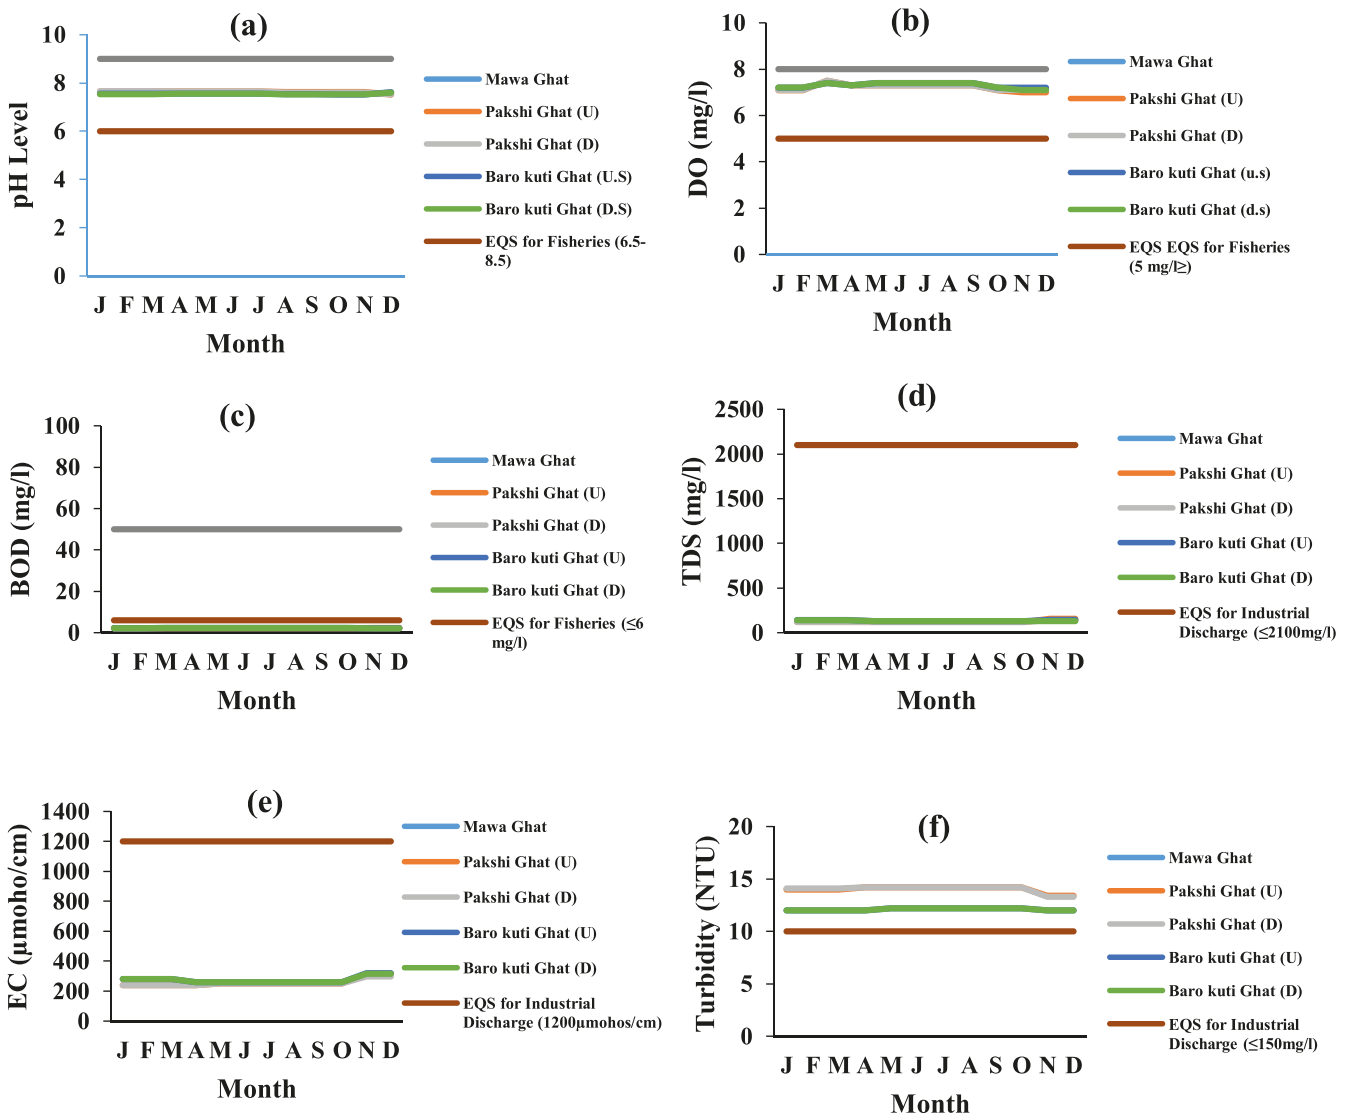 (a)
pH Level
10
8
6
4
2
0
J F M A M J J A S O N D
Month
Mawa Ghat
Pakshi Ghat (U)
Pakshi Ghat (D)
Baro kuti Ghat (U.S)
Baro kuti Ghat (D.S)
EQS for Fisheries (6.5-
8.5)
(b)
DO (mg/l)
10
8
6
4
2
0
J F M A M J J A S O N D
Month
Mawa Ghat
Pakshi Ghat (U)
Pakshi Ghat (D)
Baro kuti Ghat (u.s)
Baro kuti Ghat (d.s)
EQS EQS for Fisheries
(5 mg/l≥)
(c)
BOD (mg/l)
100
80
60
40
20
0
J F M A M J J A S O N D
Month
Mawa Ghat
Pakshi Ghat (U)
Pakshi Ghat (D)
Baro kuti Ghat (U)
Baro kuti Ghat (D)
EQS for Fisheries (≤6
mg/l)
(d)
TDS (mg/l)
2500
2000
1500
1000
500
0
J F M A M J J A S O N D
Month
Mawa Ghat
Pakshi Ghat (U)
Pakshi Ghat (D)
Baro kuti Ghat (U)
Baro kuti Ghat (D)
EQS for Industrial
Discharge (≤2100mg/l)
(e)
EC (µmoho/cm)
1400
1200
1000
800
600
400
200
0
J F M A M J J A S O N D
Month
Mawa Ghat
Pakshi Ghat (U)
Pakshi Ghat (D)
Baro kuti Ghat (U)
Baro kuti Ghat (D)
EQS for Industrial
Discharge (1200µmohos/cm)
(f)
Turbidity (NTU)
20
15
10
5
0
J F M A M J J A S O N D
Month
Mawa Ghat
Pakshi Ghat (U)
Pakshi Ghat (D)
Baro kuti Ghat (U)
Baro kuti Ghat (D)
EQS for Industrial
Discharge (≤150mg/l)